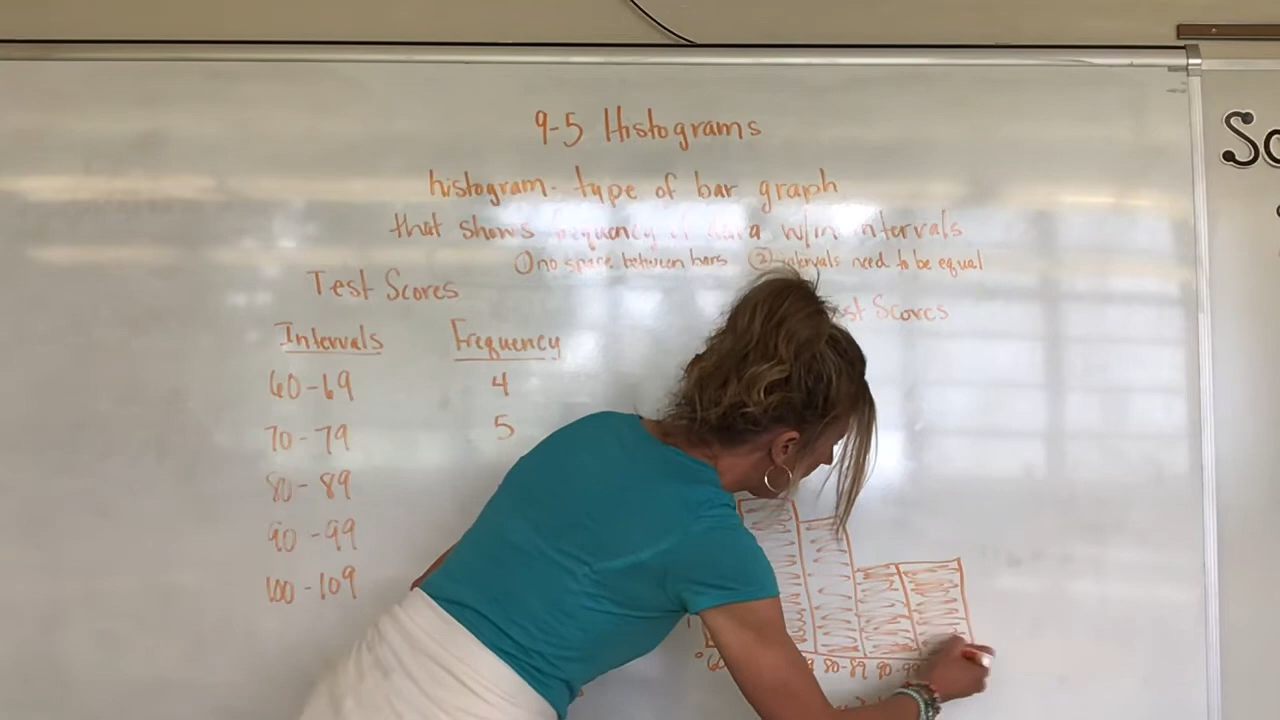 9-5 Histograms
histogram- type of bar graph
that shows frequency of data w/in intervals
① no space between bars ② intervals need to be equal
Test Scores
Intervals Frequency
60-69 4
70-79 5
80-89
90-99
100-109
Scores
0 80-89 90-99
So